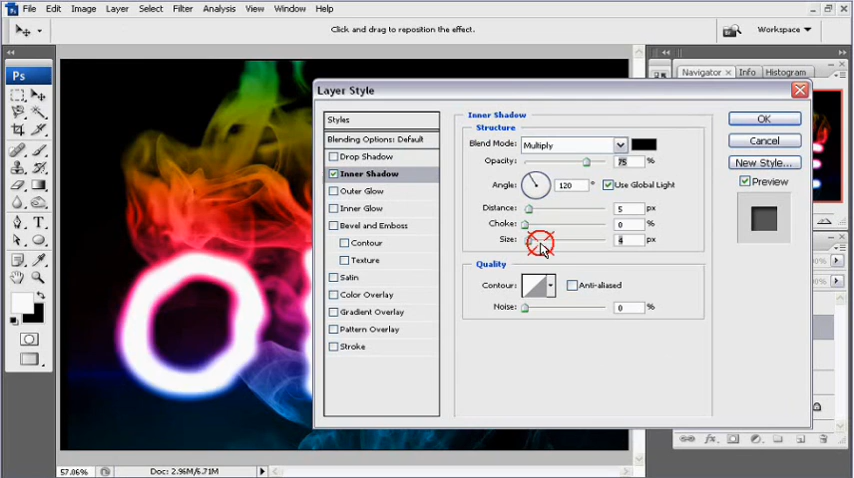 File Edit Image Layer Select Filter Analysis View Window Help
Click and drag to reposition the effect.
Workspace
Ps
Navigator Info Histogram
Layer Style
Styles
Blending Options: Default
Drop Shadow
Inner Shadow
Outer Glow
Inner Glow
Bevel and Emboss
Contour
Texture
Satin
Color Overlay
Gradient Overlay
Pattern Overlay
Stroke
Inner Shadow
Structure
Blend Mode: Multiply
Opacity: 75 %
Angle: 120 ° Use Global Light
Distance: 5 px
Choke: 0 %
Size: 4 px
Quality
Contour: Anti-aliased
Noise: 0 %
OK
Cancel
New Style...
Preview
T
fx
57.06% Doc: 2.96M/6.71M